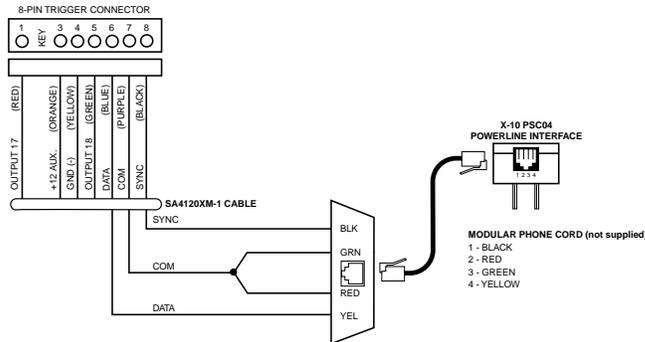 8-PIN TRIGGER CONNECTOR
1 KEY 3 4 5 6 7 8
OUTPUT 17 (RED)
+12 AUX. (ORANGE)
GND (-) (YELLOW)
OUTPUT 18 (GREEN)
DATA (BLUE)
COM (PURPLE)
SYNC (BLACK)
SA4120XM-1 CABLE
SYNC
COM
DATA
BLK
GRN
RED
YEL
X-10 PSC04
POWERLINE INTERFACE
1 2 3 4
MODULAR PHONE CORD (not supplied)
1 - BLACK
2 - RED
3 - GREEN
4 - YELLOW